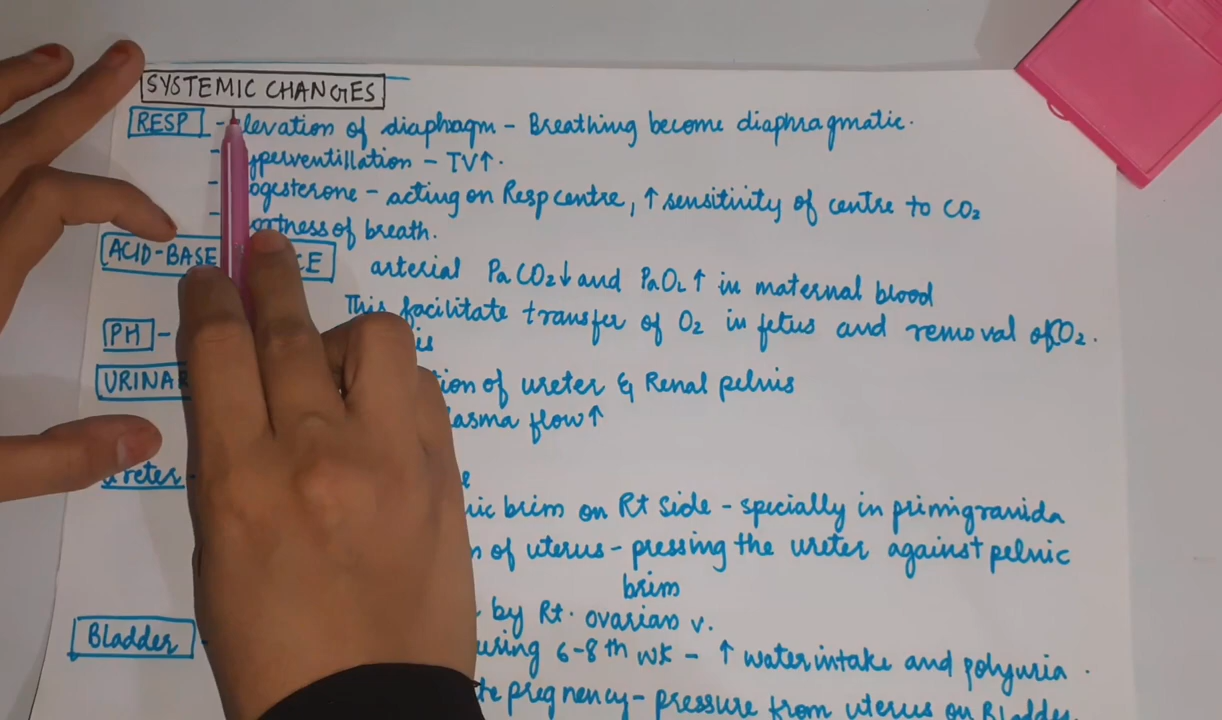 SYSTEMIC CHANGES
RESP - levation of diaphagm - Breathing become diaphragmatic.
- yperventillation - TV↑.
- ogesterone - acting on Resp centre, ↑ sensitivity of centre to CO2
- of breath.
ACID-BASE CE arterial PaCO2↓ and PaO2↑ in maternal blood
This facilitate transfer of O2 in fetus and removal of CO2.
PH - is
URINA tion of ureter & Renal pelvis
lasma flow↑
ureter - e
ic brim on Rt side - specially in primigravida
n of uterus - pressing the ureter against pelvic
brim
by Rt. ovarian v.
Bladder - 6-8th WK - ↑ water intake and polyuria.
te pregnency - pressure from uterus on Bladder